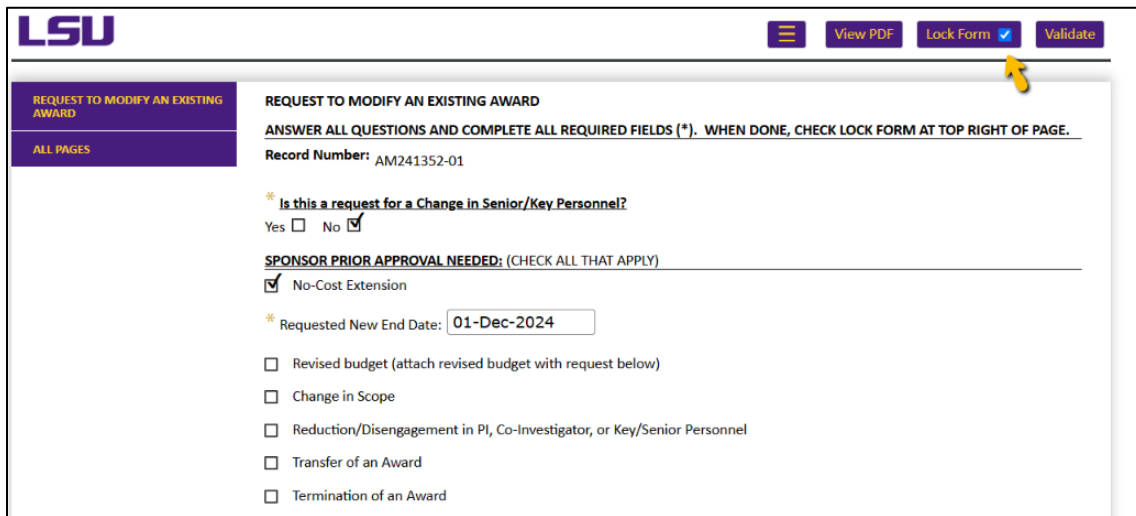 LSU
View PDF
Lock Form
Validate
REQUEST TO MODIFY AN EXISTING
AWARD
ALL PAGES
REQUEST TO MODIFY AN EXISTING AWARD
ANSWER ALL QUESTIONS AND COMPLETE ALL REQUIRED FIELDS (*). WHEN DONE, CHECK LOCK FORM AT TOP RIGHT OF PAGE.
Record Number: AM241352-01
* Is this a request for a Change in Senior/Key Personnel?
Yes No
SPONSOR PRIOR APPROVAL NEEDED: (CHECK ALL THAT APPLY)
No-Cost Extension
* Requested New End Date: 01-Dec-2024
Revised budget (attach revised budget with request below)
Change in Scope
Reduction/Disengagement in PI, Co-Investigator, or Key/Senior Personnel
Transfer of an Award
Termination of an Award